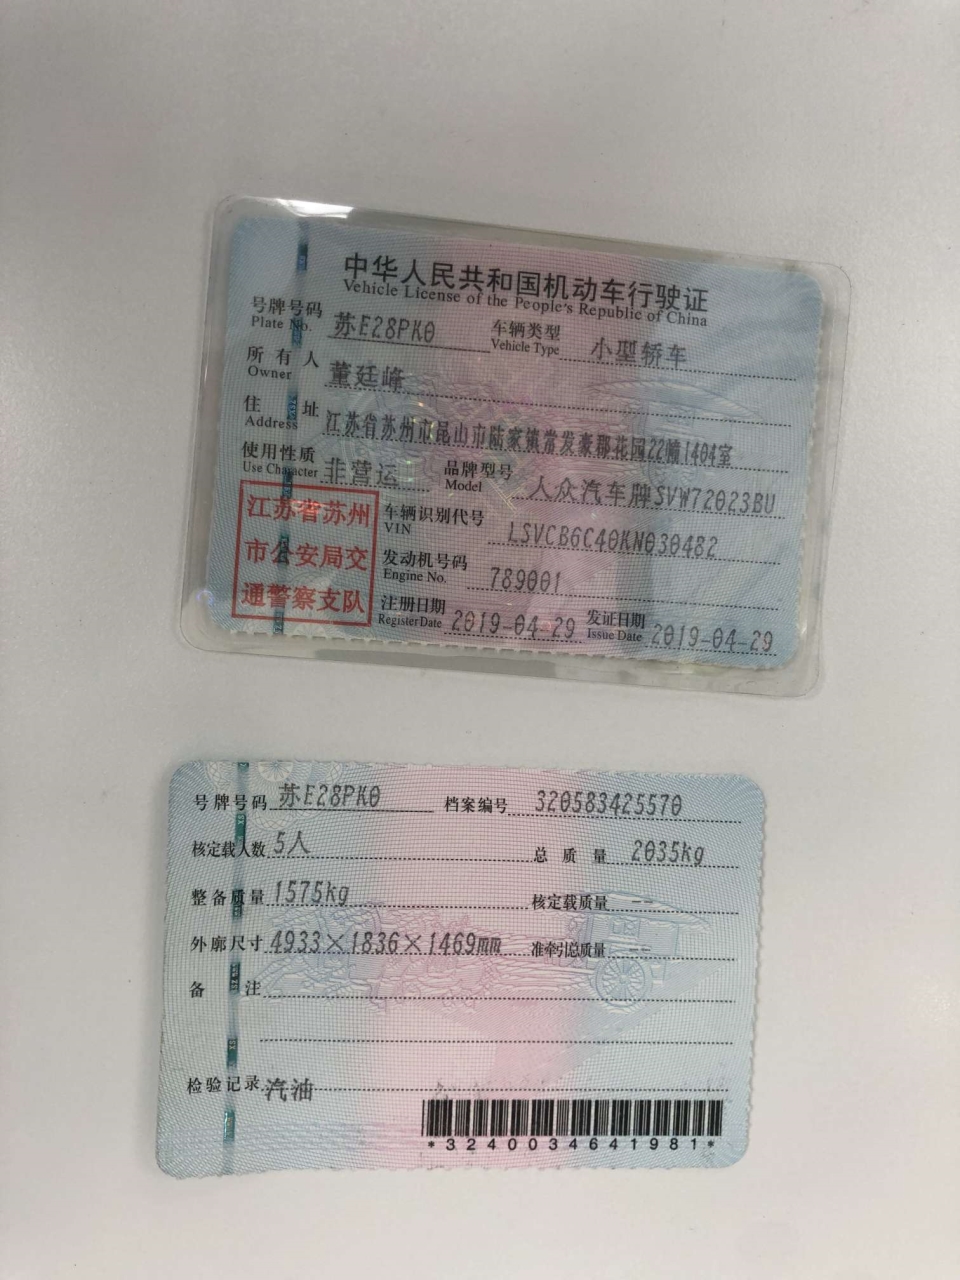 中华人民共和国机动车行驶证
Vehicle License of the People's Republic of China
号牌号码 苏E28PK0 车辆类型 小型轿车
Plate No. Vehicle Type
所有人 董廷峰
Owner
住址 江苏省苏州市昆山市陆家镇常发豪郡花园22幢1404室
Address
使用性质 非营运 品牌型号 大众汽车牌SVW72023BU
Use Character Model
江苏省苏州
市公安局交
通警察支队
车辆识别代号 LSVCB6C40KN030482
VIN
发动机号码 789001
Engine No.
注册日期 2019-04-29 发证日期 2019-04-29
Register Date Issue Date
号牌号码 苏E28PK0 档案编号 320583425570
核定载人数 5人 总质量 2035kg
整备质量 1575kg 核定载质量 --
外廓尺寸 4933×1836×1469mm 准牵引总质量 --
备注
检验记录 汽油
*3240034641981*